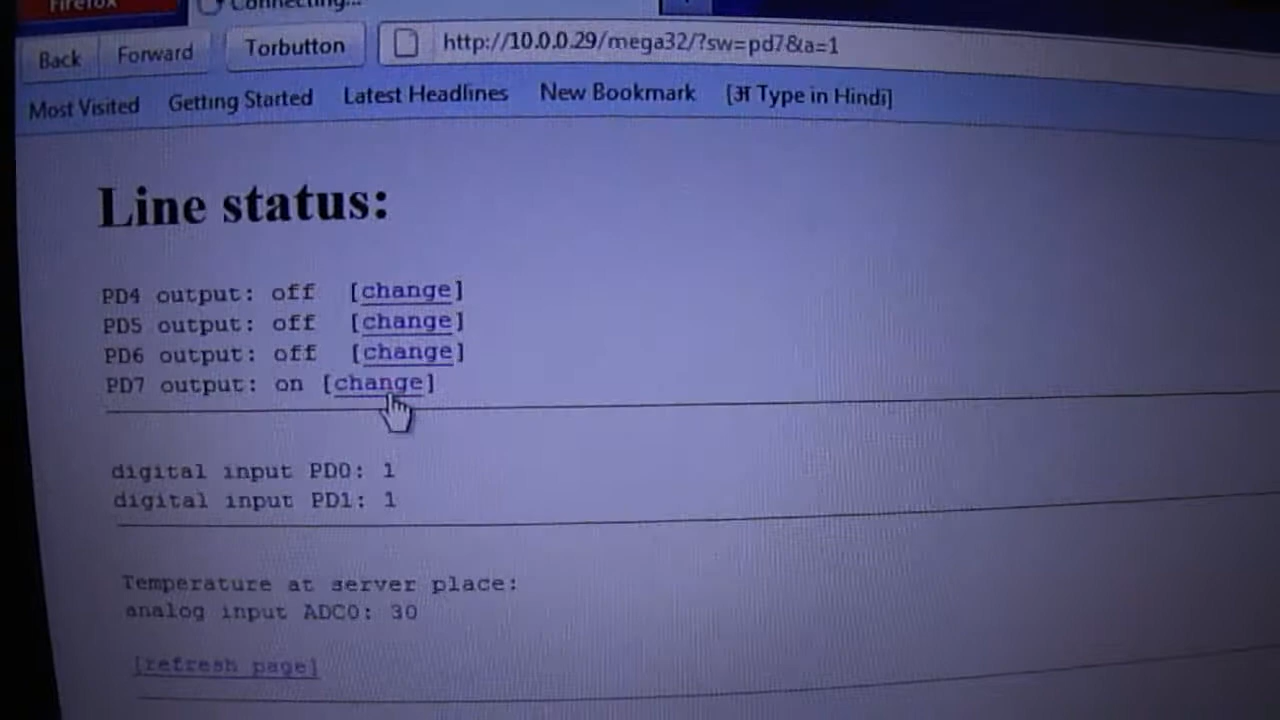 Firefox
Connecting...
Back Forward Torbutton http://10.0.0.29/mega32/?sw=pd7&a=1
Most Visited Getting Started Latest Headlines New Bookmark [अ Type in Hindi]
Line status:
PD4 output: off [change]
PD5 output: off [change]
PD6 output: off [change]
PD7 output: on [change]
digital input PD0: 1
digital input PD1: 1
Temperature at server place:
analog input ADC0: 30
[refresh page]